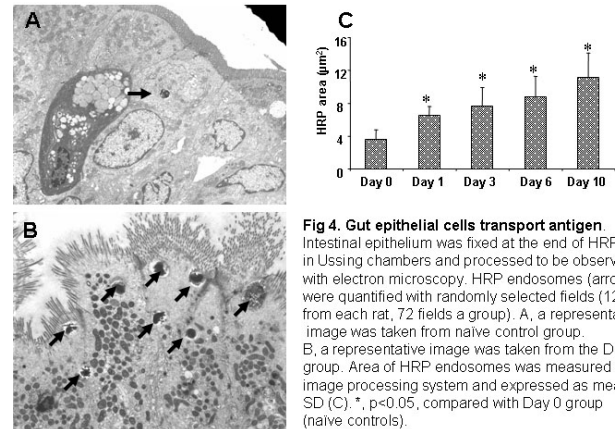 A
C
HRP area (µm²)
16
12
8
4
0
*
*
*
*
Day 0 Day 1 Day 3 Day 6 Day 10
B
Fig 4. Gut epithelial cells transport antigen.
Intestinal epithelium was fixed at the end of HRP
in Ussing chambers and processed to be observ
with electron microscopy. HRP endosomes (arro
were quantified with randomly selected fields (12
from each rat, 72 fields a group). A, a representa
image was taken from naïve control group.
B, a representative image was taken from the D
group. Area of HRP endosomes was measured
image processing system and expressed as mea
SD (C). *, p<0.05, compared with Day 0 group
(naïve controls).